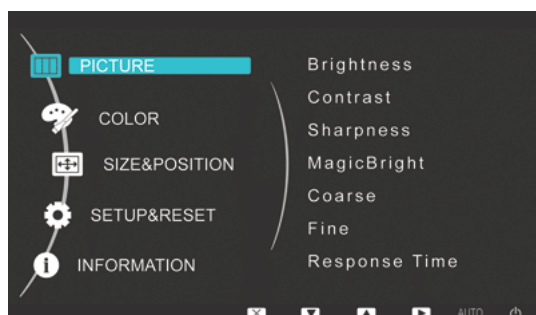 PICTURE
COLOR
SIZE&POSITION
SETUP&RESET
INFORMATION
Brightness
Contrast
Sharpness
MagicBright
Coarse
Fine
Response Time
AUTO